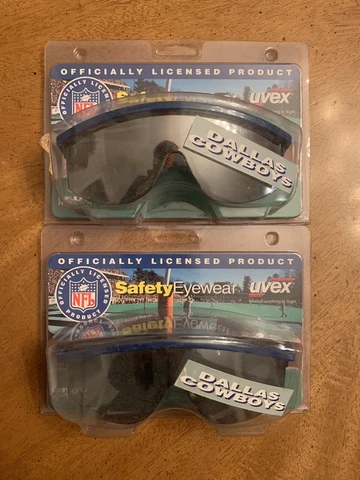 OFFICIALLY LICENSED PRODUCT
OFFICIALLY LICENSED
NFL
PRODUCT
Safety
uvex
DALLAS
COWBOYS
OFFICIALLY LICENSED PRODUCT
OFFICIALLY LICENSED
NFL
PRODUCT
SafetyEyewear
uvex
DALLAS
COWBOYS